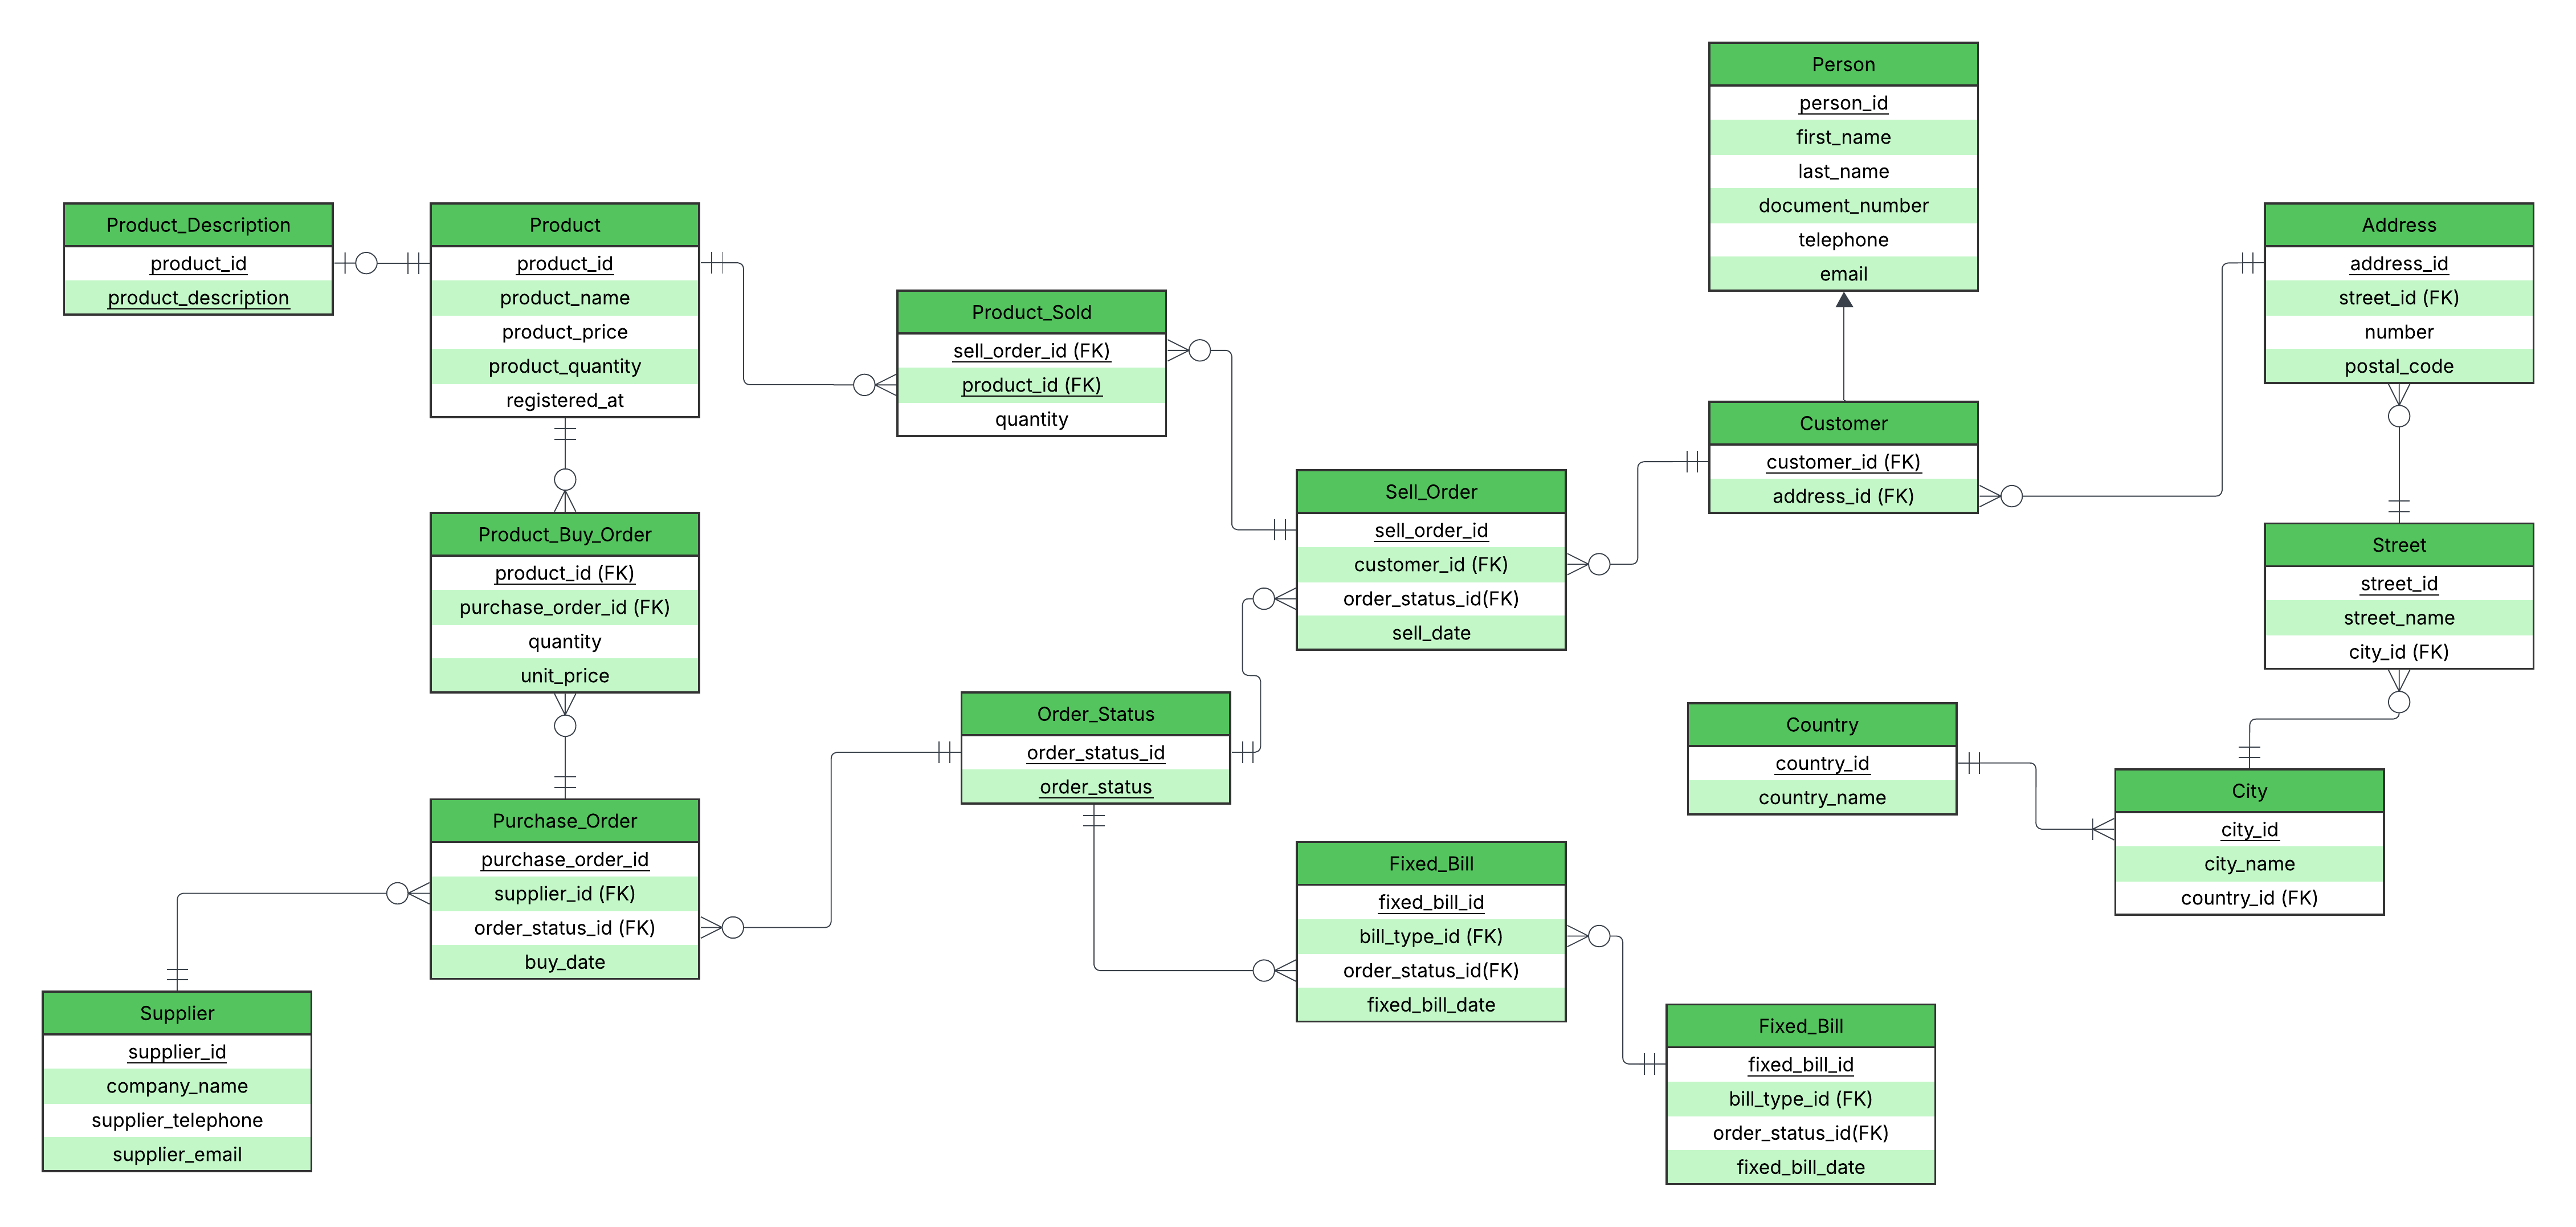 Person
person_id
first_name
last_name
document_number
telephone
email
Product_Description
product_id
product_description
Product
product_id
product_name
product_price
product_quantity
registered_at
Product_Sold
sell_order_id (FK)
product_id (FK)
quantity
Address
address_id
street_id (FK)
number
postal_code
Customer
customer_id (FK)
address_id (FK)
Sell_Order
sell_order_id
customer_id (FK)
order_status_id(FK)
sell_date
Product_Buy_Order
product_id (FK)
purchase_order_id (FK)
quantity
unit_price
Street
street_id
street_name
city_id (FK)
Order_Status
order_status_id
order_status
Country
country_id
country_name
City
city_id
city_name
country_id (FK)
Purchase_Order
purchase_order_id
supplier_id (FK)
order_status_id (FK)
buy_date
Fixed_Bill
fixed_bill_id
bill_type_id (FK)
order_status_id(FK)
fixed_bill_date
Supplier
supplier_id
company_name
supplier_telephone
supplier_email
Fixed_Bill
fixed_bill_id
bill_type_id (FK)
order_status_id(FK)
fixed_bill_date